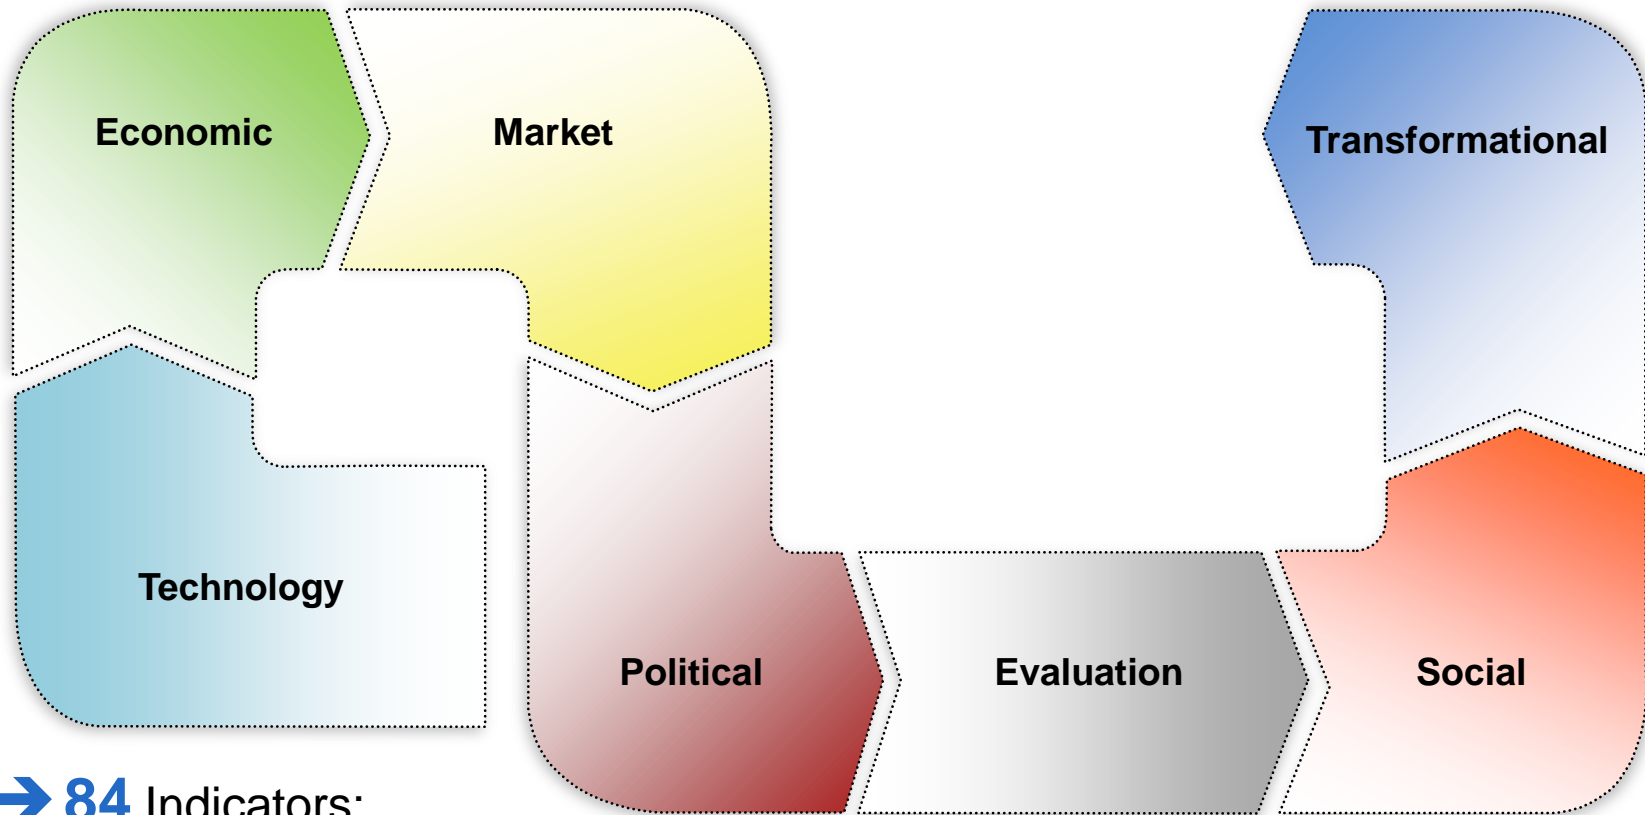 Economic
Market
Transformational
Technology
Political
Evaluation
Social
➔ 84 Indicators: